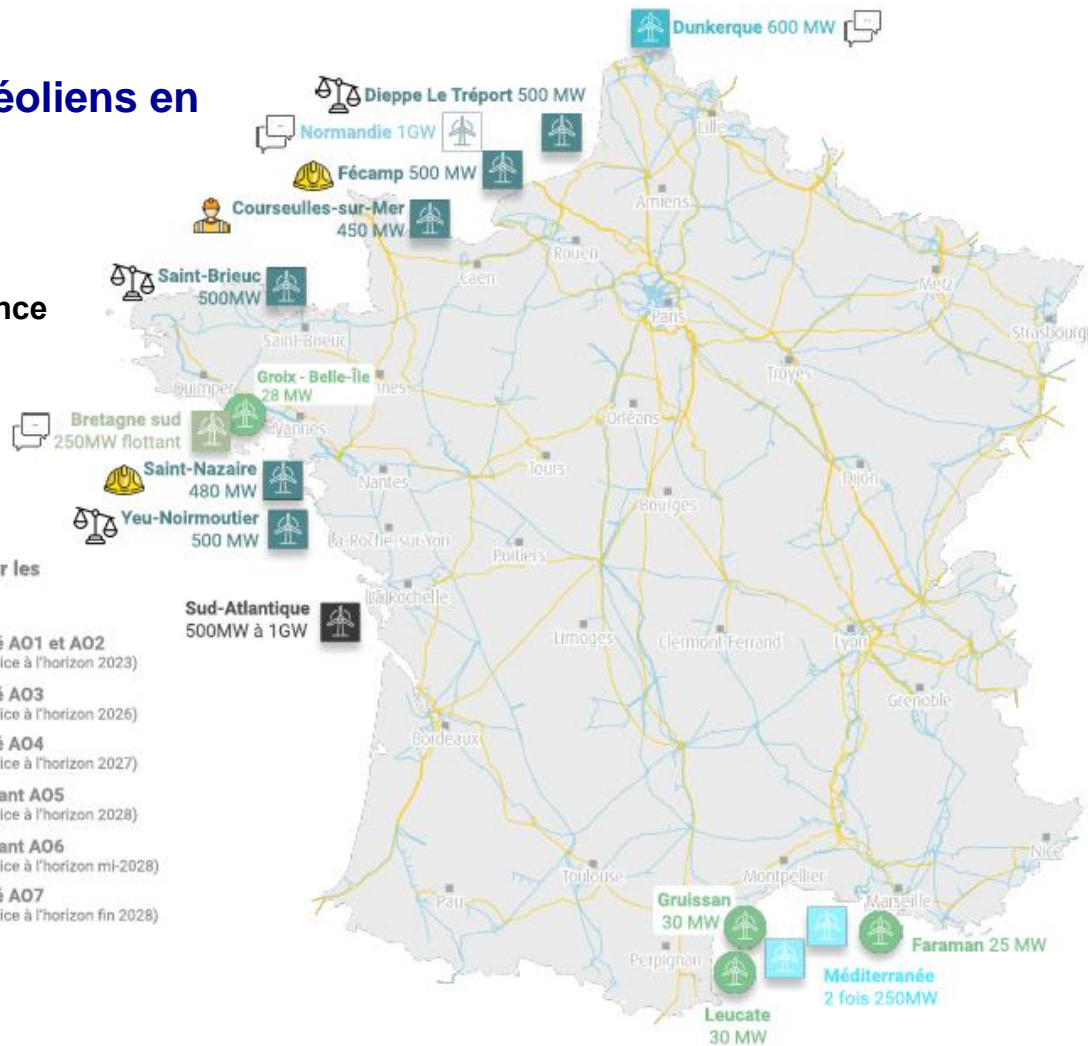 éoliens en
nce
Dunkerque 600 MW
Dieppe Le Tréport 500 MW
Normandie 1GW
Fécamp 500 MW
Courseulles-sur-Mer
450 MW
Saint-Brieuc
500MW
Groix - Belle-Île
28 MW
Bretagne sud
250MW flottant
Saint-Nazaire
480 MW
Yeu-Noirmoutier
500 MW
Sud-Atlantique
500MW à 1GW
Lille
Amiens
Rouen
Caen
Metz
Paris
Strasbourg
Saint-Brieuc
Troyes
Quimper
nnes
Orléans
Vannes
Tours
Dijon
Nantes
Bourges
La-Roche-sur-Yon
Poitiers
La Rochelle
Limoges
Clermont-Ferrand
Lyon
Grenoble
Bordeaux
Nice
Toulouse
Montpellier
Pau
Marseille
Perpignan
r les
é AO1 et AO2
ice à l'horizon 2023)
é AO3
ice à l'horizon 2026)
é AO4
ice à l'horizon 2027)
ant AO5
ice à l'horizon 2028)
ant AO6
ice à l'horizon mi-2028)
é AO7
ice à l'horizon fin 2028)
Gruissan
30 MW
Faraman 25 MW
Méditerranée
2 fois 250MW
Leucate
30 MW